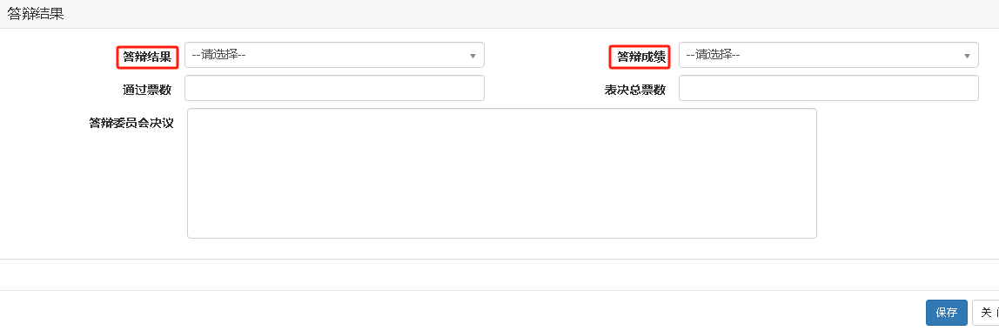 答辩结果
答辩结果 --请选择-- 答辩成绩 --请选择--
通过票数 表决总票数
答辩委员会决议
保存 关